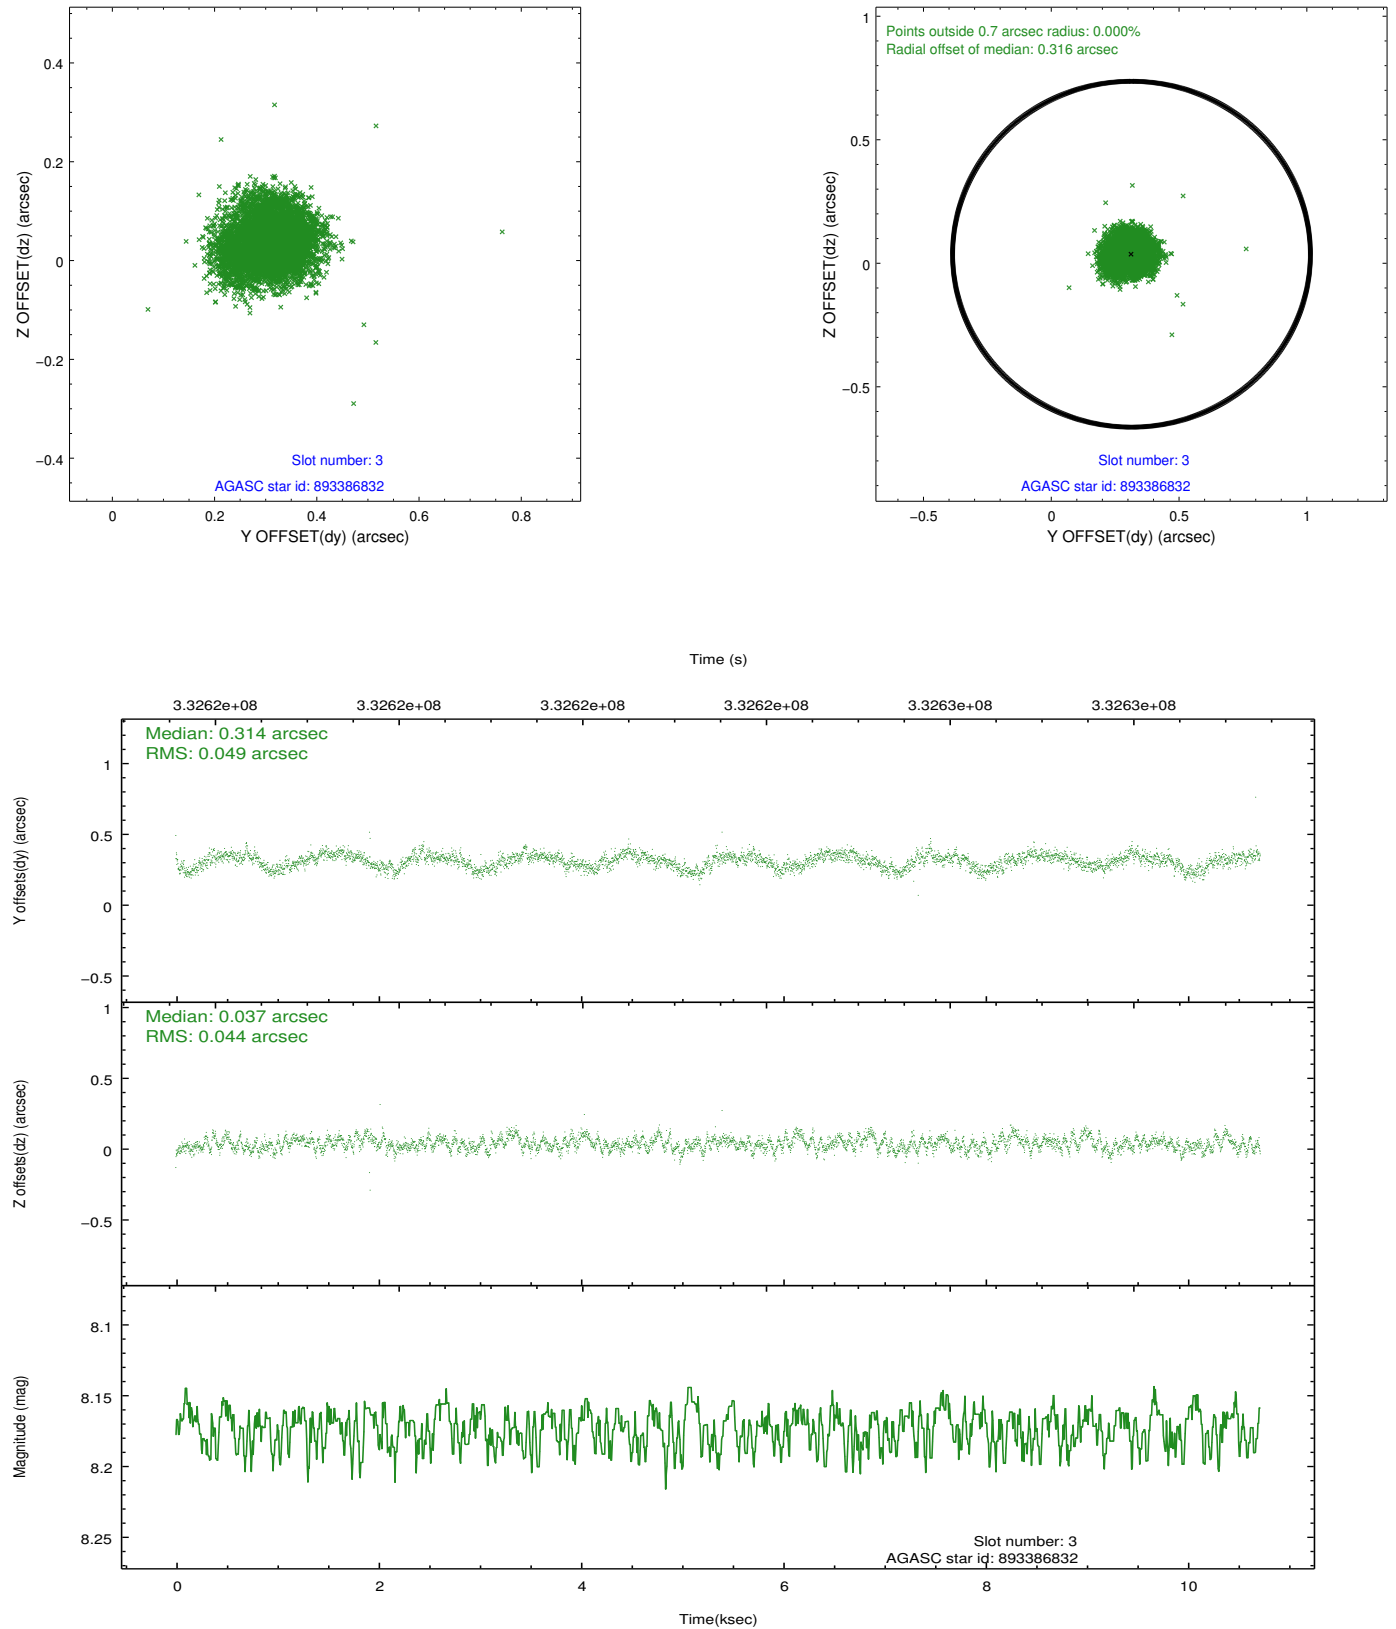 0.4
0.2
0
−0.2
−0.4
Z OFFSET(dz) (arcsec)
Slot number: 3
AGASC star id: 893386832
0 0.2 0.4 0.6 0.8
Y OFFSET(dy) (arcsec)
Points outside 0.7 arcsec radius: 0.000%
Radial offset of median: 0.316 arcsec
1
0.5
0
−0.5
Z OFFSET(dz) (arcsec)
Slot number: 3
AGASC star id: 893386832
−0.5 0 0.5 1
Y OFFSET(dy) (arcsec)
Time (s)
3.3262e+08 3.3262e+08 3.3262e+08 3.3262e+08 3.3263e+08 3.3263e+08
Median: 0.314 arcsec
RMS: 0.049 arcsec
1
0.5
0
−0.5
Y offsets(dy) (arcsec)
Median: 0.037 arcsec
RMS: 0.044 arcsec
1
0.5
0
−0.5
Z offsets(dz) (arcsec)
8.1
8.15
8.2
8.25
Magnitude (mag)
Slot number: 3
AGASC star id: 893386832
0 2 4 6 8 10
Time(ksec)